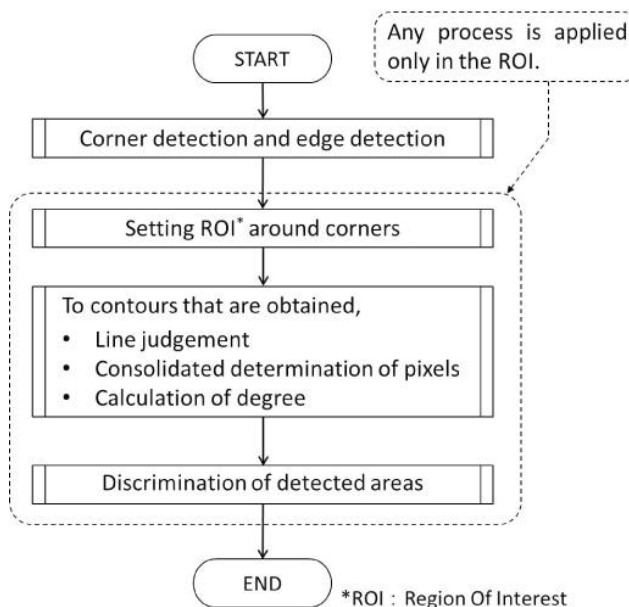 Any process is applied
only in the ROI.
START
Corner detection and edge detection
Setting ROI* around corners
To contours that are obtained,
• Line judgement
• Consolidated determination of pixels
• Calculation of degree
Discrimination of detected areas
END
*ROI : Region Of Interest